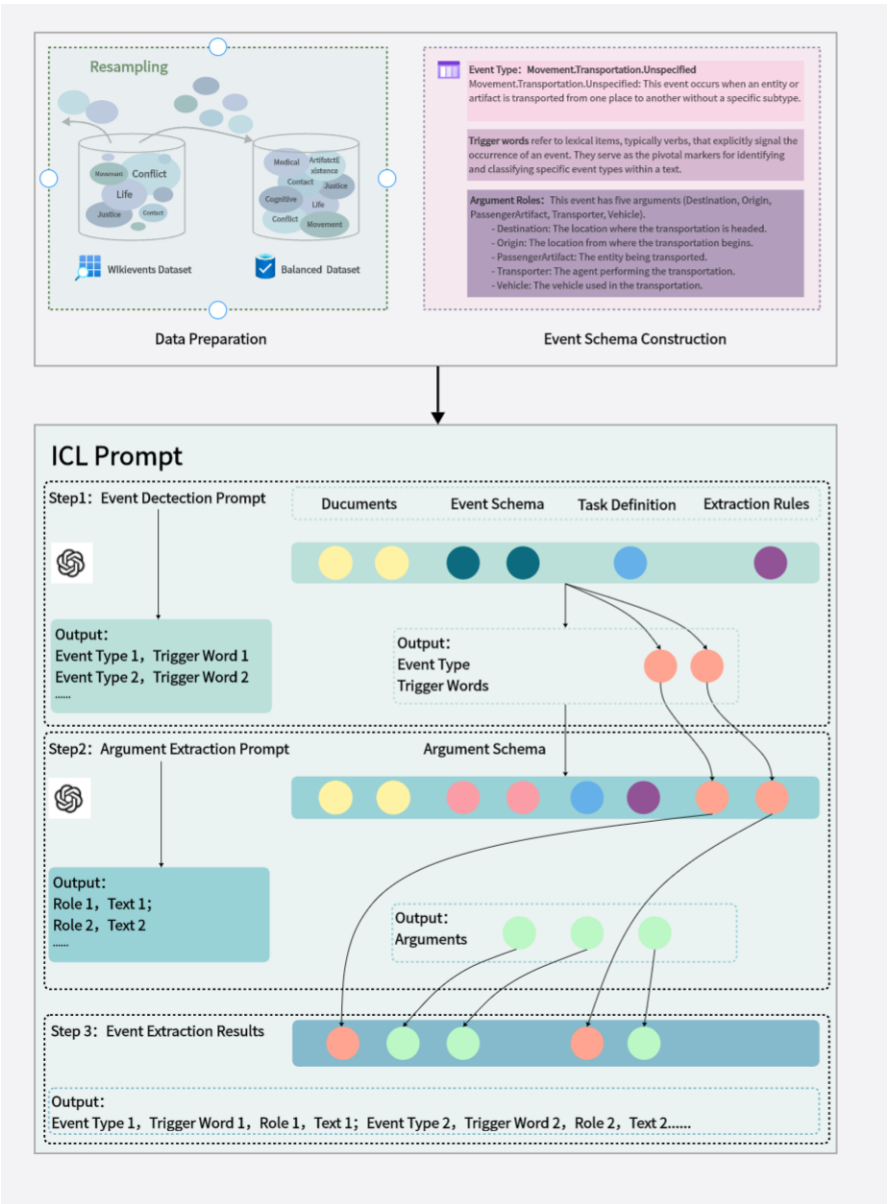 Resampling
Movement
Conflict
Life
Justice
Contact
Wikievents Dataset
Medical
ArtifatctE
xistence
Contact
Justice
Cognitive
Life
Conflict
Movement
Balanced Dataset
Data Preparation
Event Type：Movement.Transportation.Unspecified
Movement.Transportation.Unspecified: This event occurs when an entity or
artifact is transported from one place to another without a specific subtype.
Trigger words refer to lexical items, typically verbs, that explicitly signal the
occurrence of an event. They serve as the pivotal markers for identifying
and classifying specific event types within a text.
Argument Roles：This event has five arguments (Destination, Origin,
PassengerArtifact, Transporter, Vehicle).
- Destination: The location where the transportation is headed.
- Origin: The location from where the transportation begins.
- PassengerArtifact: The entity being transported.
- Transporter: The agent performing the transportation.
- Vehicle: The vehicle used in the transportation.
Event Schema Construction
ICL Prompt
Step1：Event Dectection Prompt
Ducuments
Event Schema
Task Definition
Extraction Rules
Output：
Event Type 1，Trigger Word 1
Event Type 2，Trigger Word 2
......
Output：
Event Type
Trigger Words
Step2：Argument Extraction Prompt
Argument Schema
Output：
Role 1，Text 1；
Role 2，Text 2
......
Output：
Arguments
Step 3：Event Extraction Results
Output：
Event Type 1，Trigger Word 1，Role 1，Text 1；Event Type 2，Trigger Word 2，Role 2，Text 2......